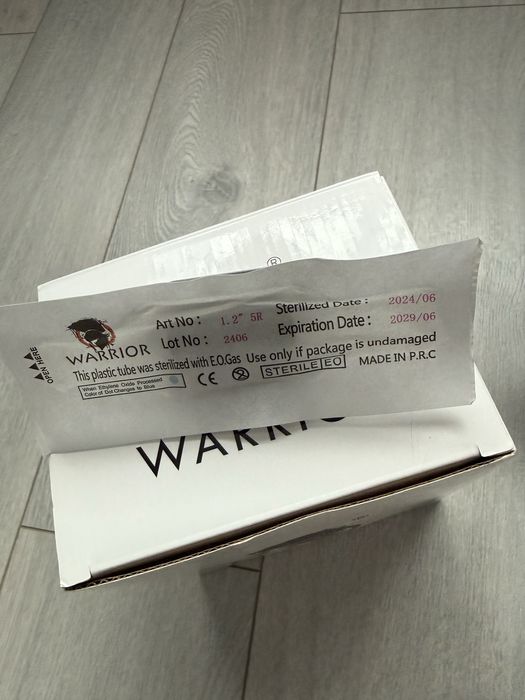 ®
OPEN HERE
WARRIOR
Art No : 1.2" 5R
Lot No : 2406
Sterilized Date : 2024/06
Expiration Date : 2029/06
This plastic tube was sterilized with E.O.Gas Use only if package is undamaged
When Ethylene Oxide Processed
Color of Dot Changes to Blue
CE
2
STERILE EO
MADE IN P.R.C
WARRIO